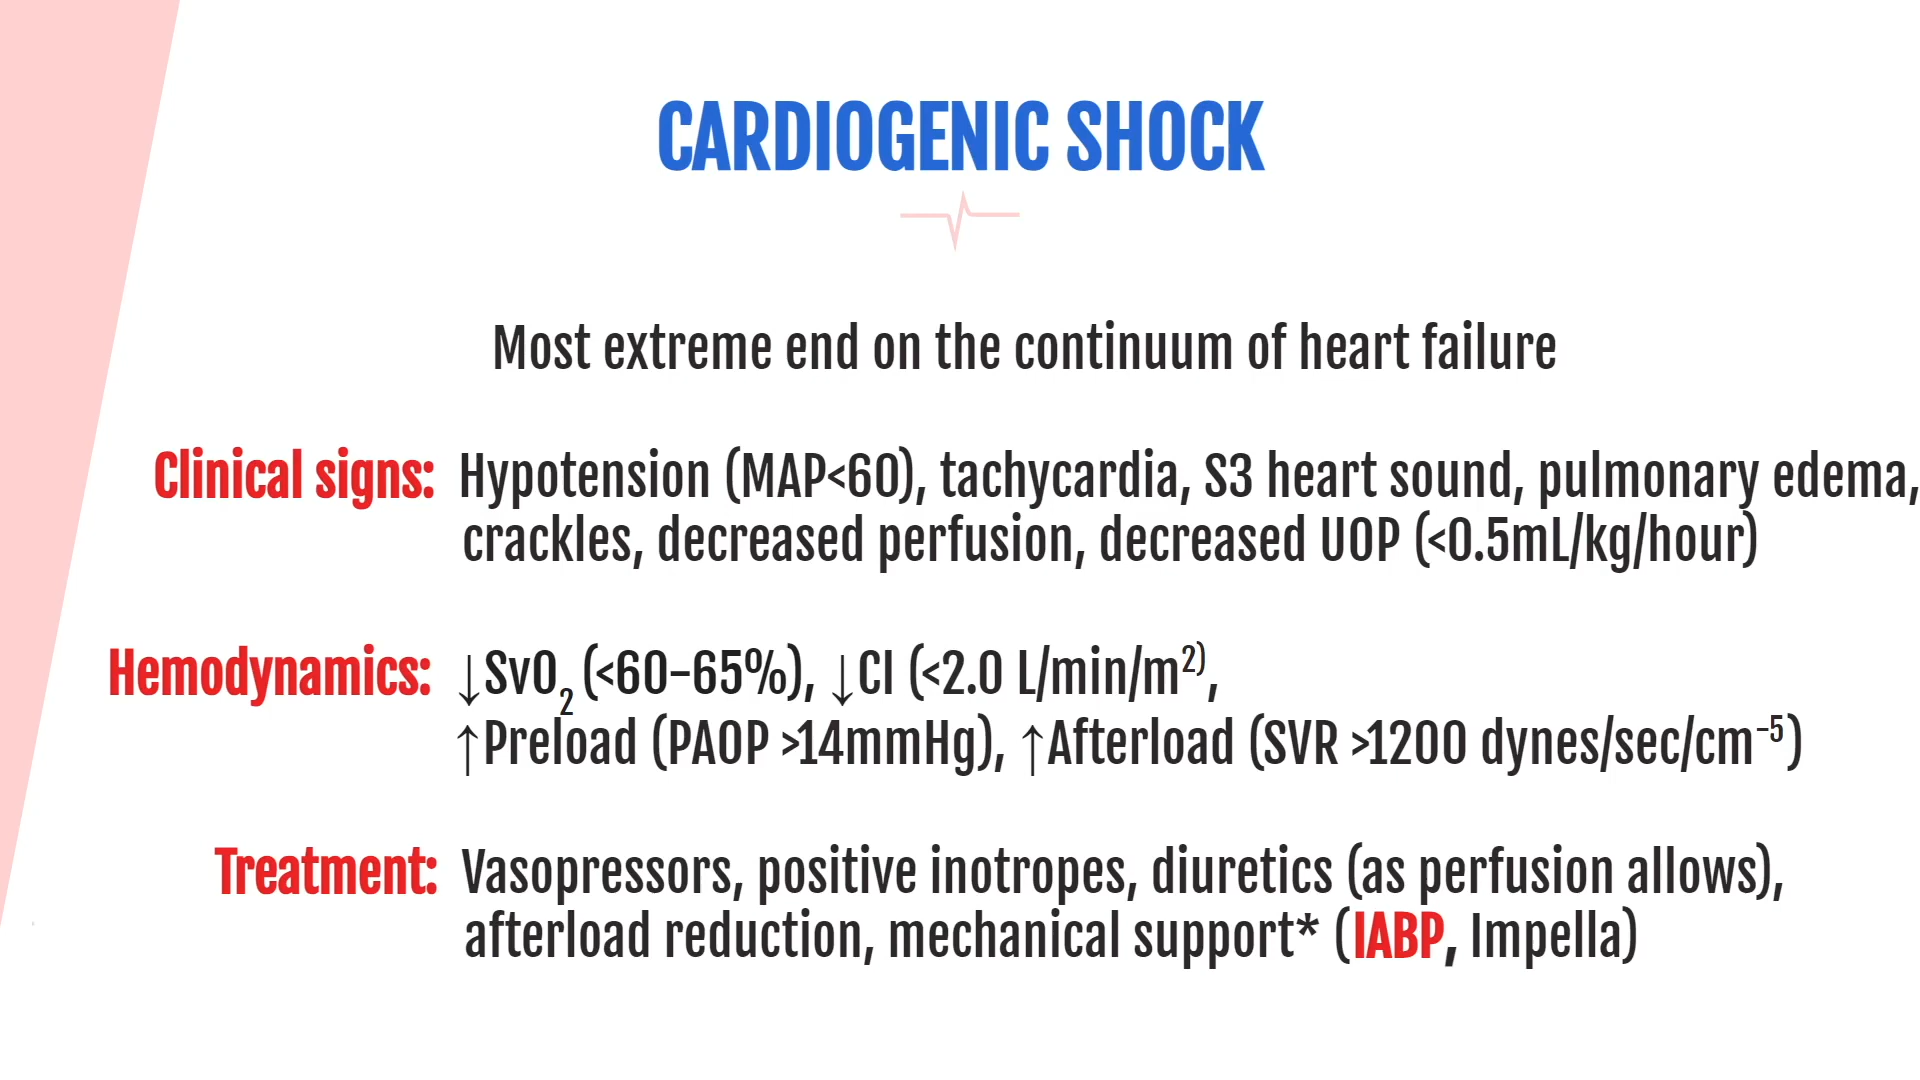 CARDIOGENIC SHOCK
Most extreme end on the continuum of heart failure
Clinical signs: Hypotension (MAP<60), tachycardia, S3 heart sound, pulmonary edema,
crackles, decreased perfusion, decreased UOP (<0.5mL/kg/hour)
Hemodynamics: ↓SvO₂ (<60-65%), ↓CI (<2.0 L/min/m²⁾,
↑Preload (PAOP >14mmHg), ↑Afterload (SVR >1200 dynes/sec/cm⁻⁵)
Treatment: Vasopressors, positive inotropes, diuretics (as perfusion allows),
afterload reduction, mechanical support* (IABP, Impella)